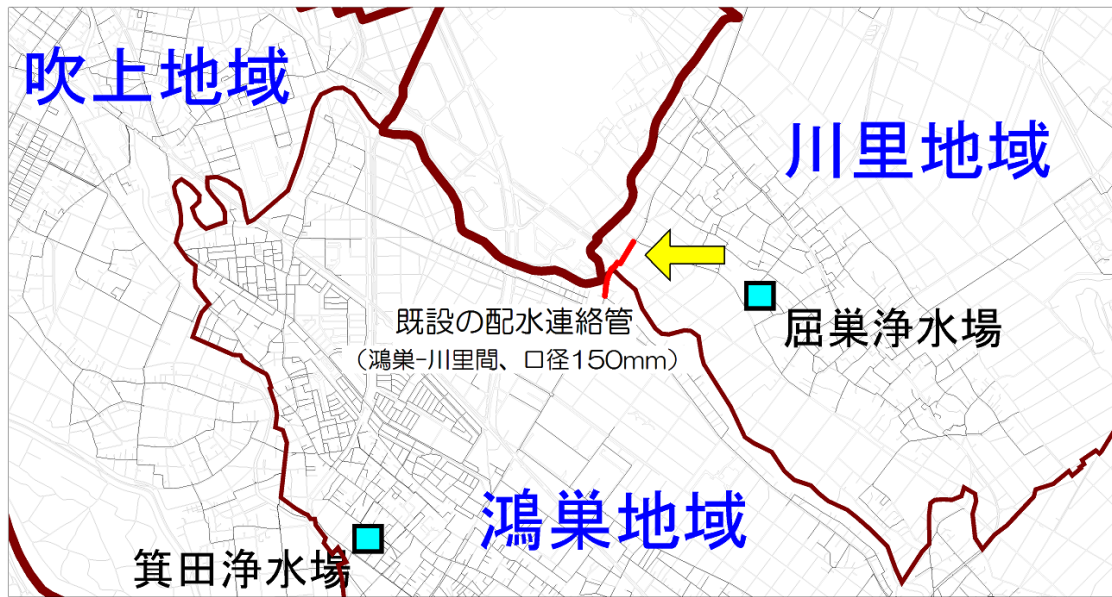 吹上地域
川里地域
既設の配水連絡管
（鴻巣-川里間、口径150mm）
屈巣浄水場
鴻巣地域
箕田浄水場